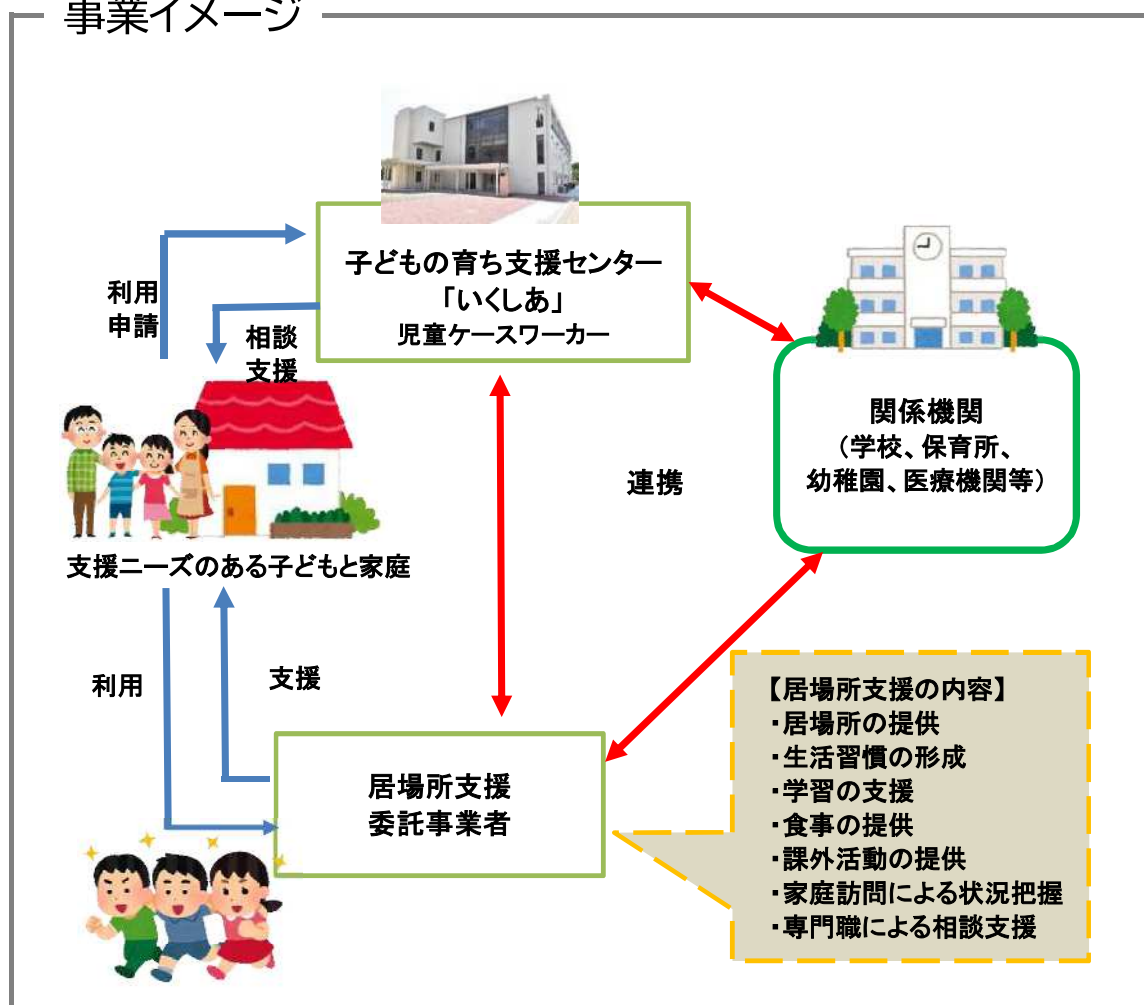 事業イメージ
子どもの育ち支援センター
「いくしあ」
児童ケースワーカー
利用
申請
相談
支援
関係機関
（学校、保育所、
幼稚園、医療機関等）
連携
支援ニーズのある子どもと家庭
利用
支援
居場所支援
委託事業者
【居場所支援の内容】
・居場所の提供
・生活習慣の形成
・学習の支援
・食事の提供
・課外活動の提供
・家庭訪問による状況把握
・専門職による相談支援